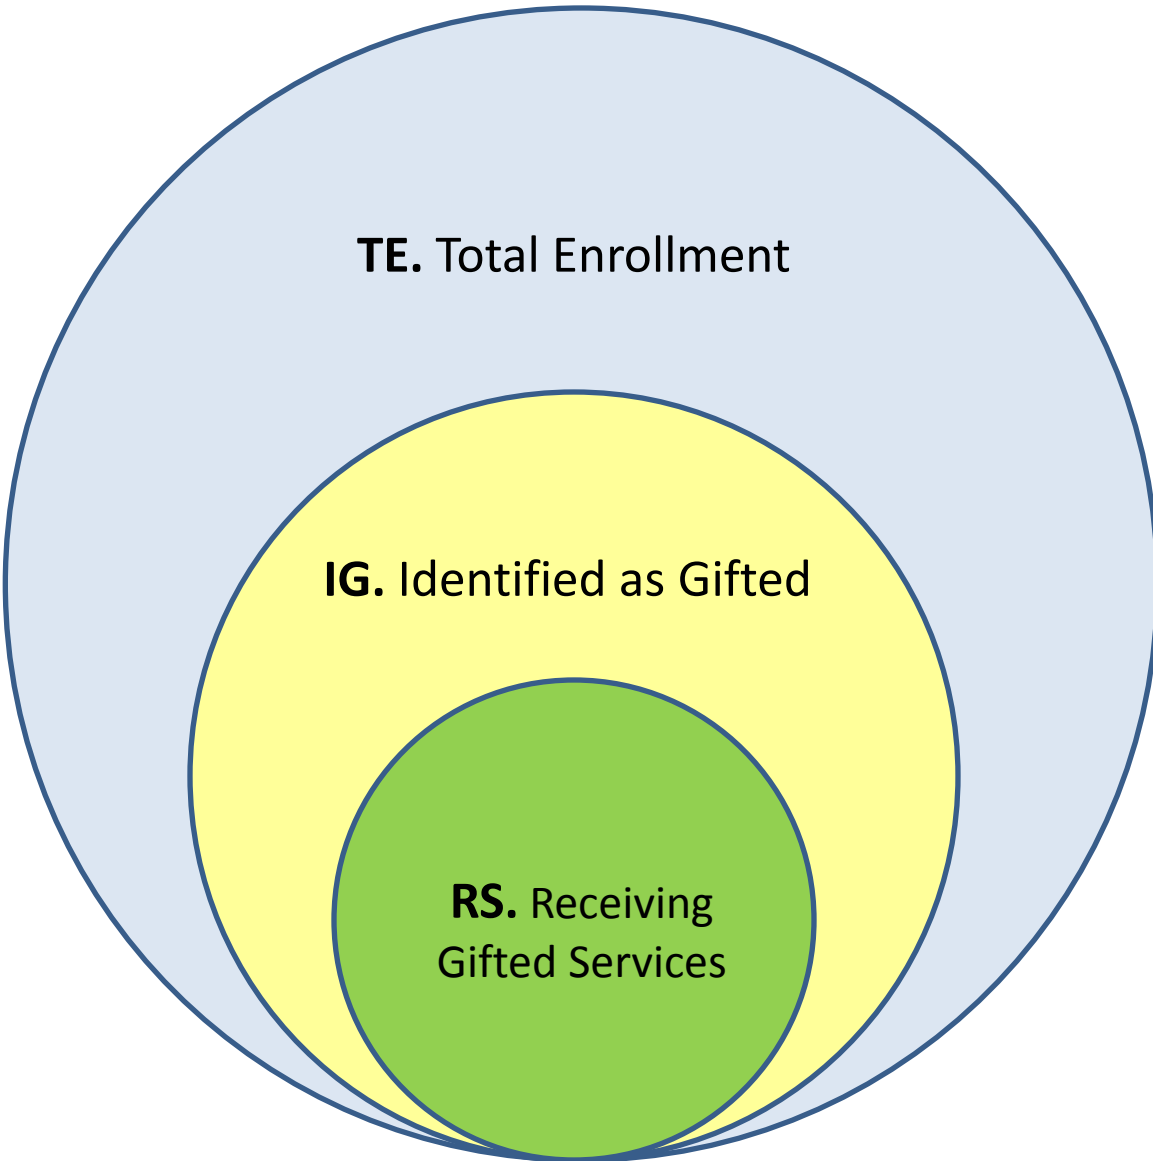 TE. Total Enrollment
IG. Identified as Gifted
RS. Receiving
Gifted Services